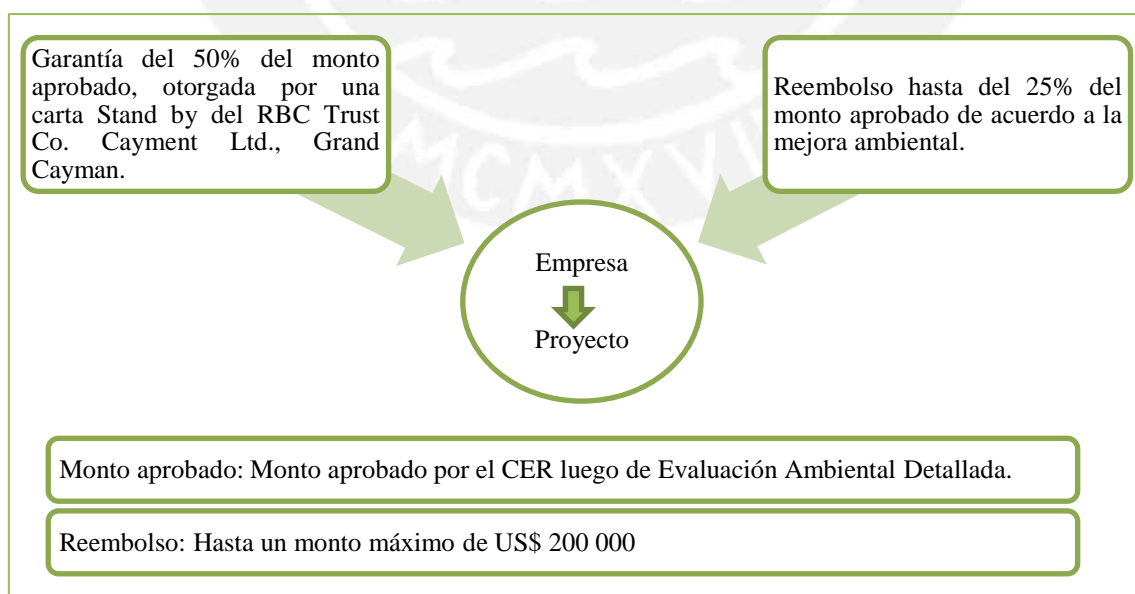 Garantía del 50% del monto
aprobado, otorgada por una
carta Stand by del RBC Trust
Co. Cayment Ltd., Grand
Cayman.
Reembolso hasta del 25% del
monto aprobado de acuerdo a la
mejora ambiental.
MCMXVII
Empresa
Proyecto
Monto aprobado: Monto aprobado por el CER luego de Evaluación Ambiental Detallada.
Reembolso: Hasta un monto máximo de US$ 200 000